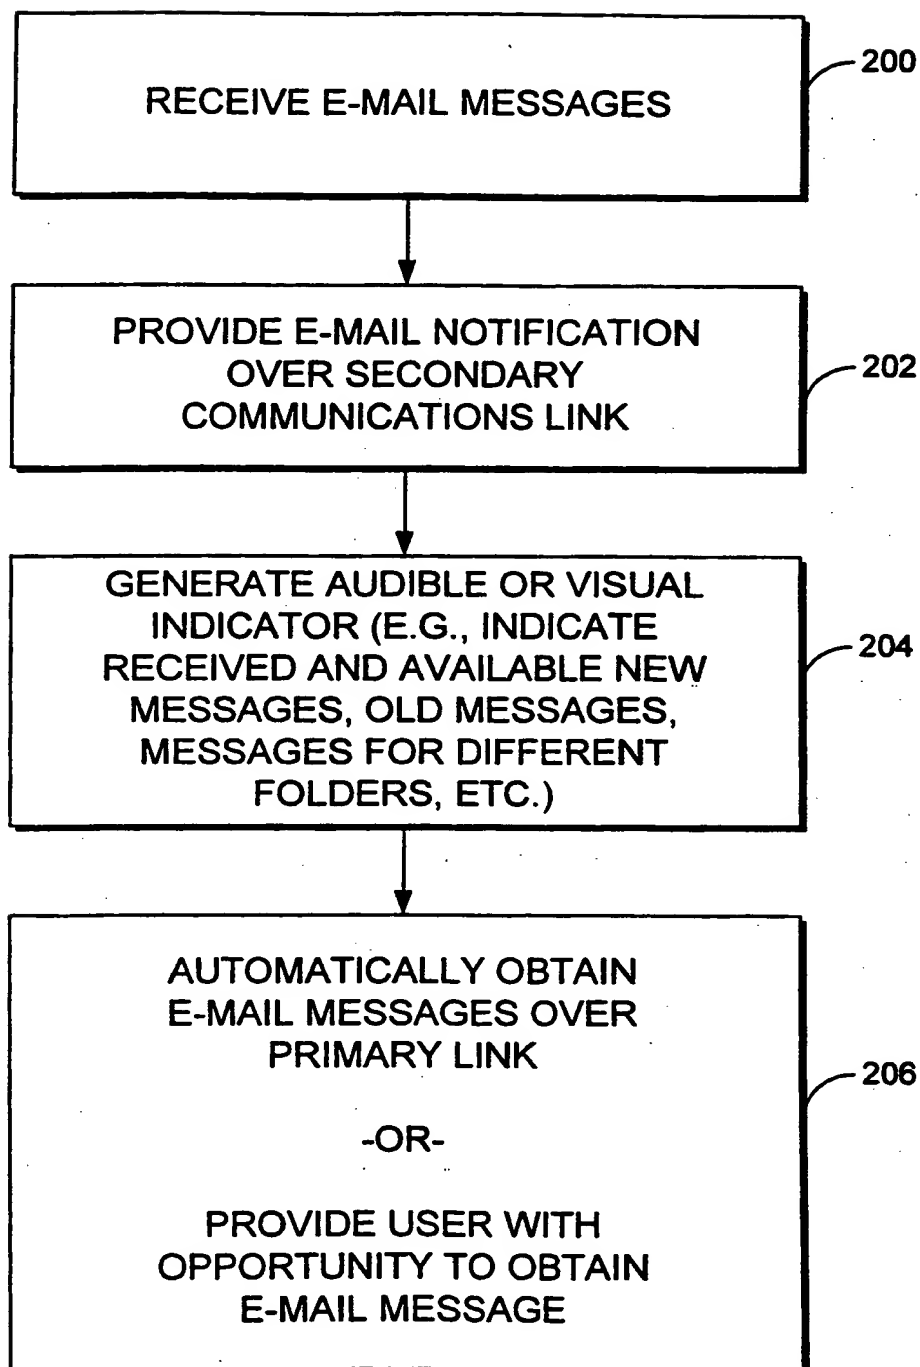 RECEIVE E-MAIL MESSAGES
200
PROVIDE E-MAIL NOTIFICATION
OVER SECONDARY
COMMUNICATIONS LINK
202
GENERATE AUDIBLE OR VISUAL
INDICATOR (E.G., INDICATE
RECEIVED AND AVAILABLE NEW
MESSAGES, OLD MESSAGES,
MESSAGES FOR DIFFERENT
FOLDERS, ETC.)
204
AUTOMATICALLY OBTAIN
E-MAIL MESSAGES OVER
PRIMARY LINK
-OR-
PROVIDE USER WITH
OPPORTUNITY TO OBTAIN
E-MAIL MESSAGE
206